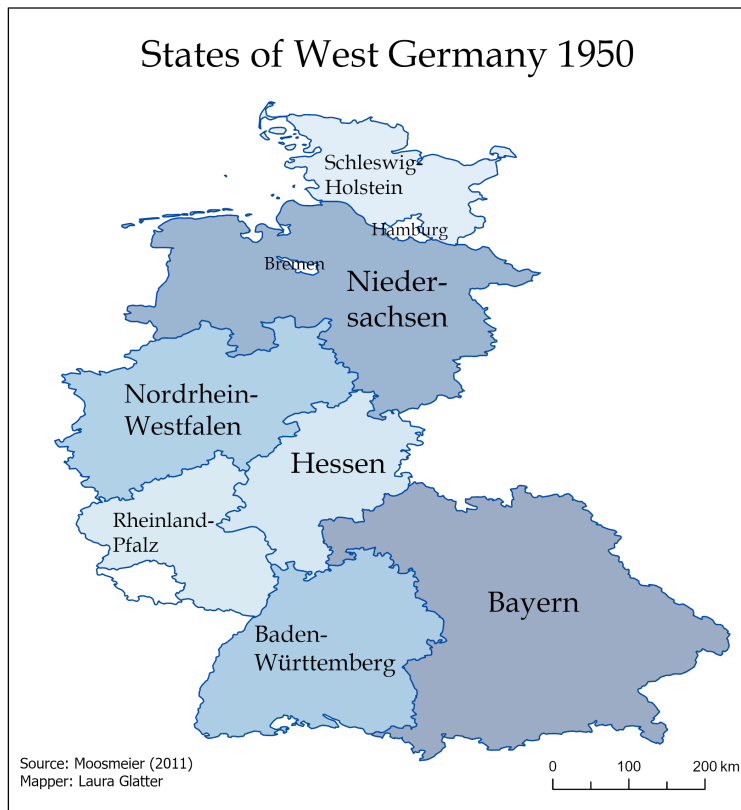 States of West Germany 1950
Schleswig-
Holstein
Hamburg
Bremen
Nieder-
sachsen
Nordrhein-
Westfalen
Hessen
Rheinland-
Pfalz
Bayern
Baden-
Württemberg
Source: Moosmeier (2011)
Mapper: Laura Glatter
0 100 200 km